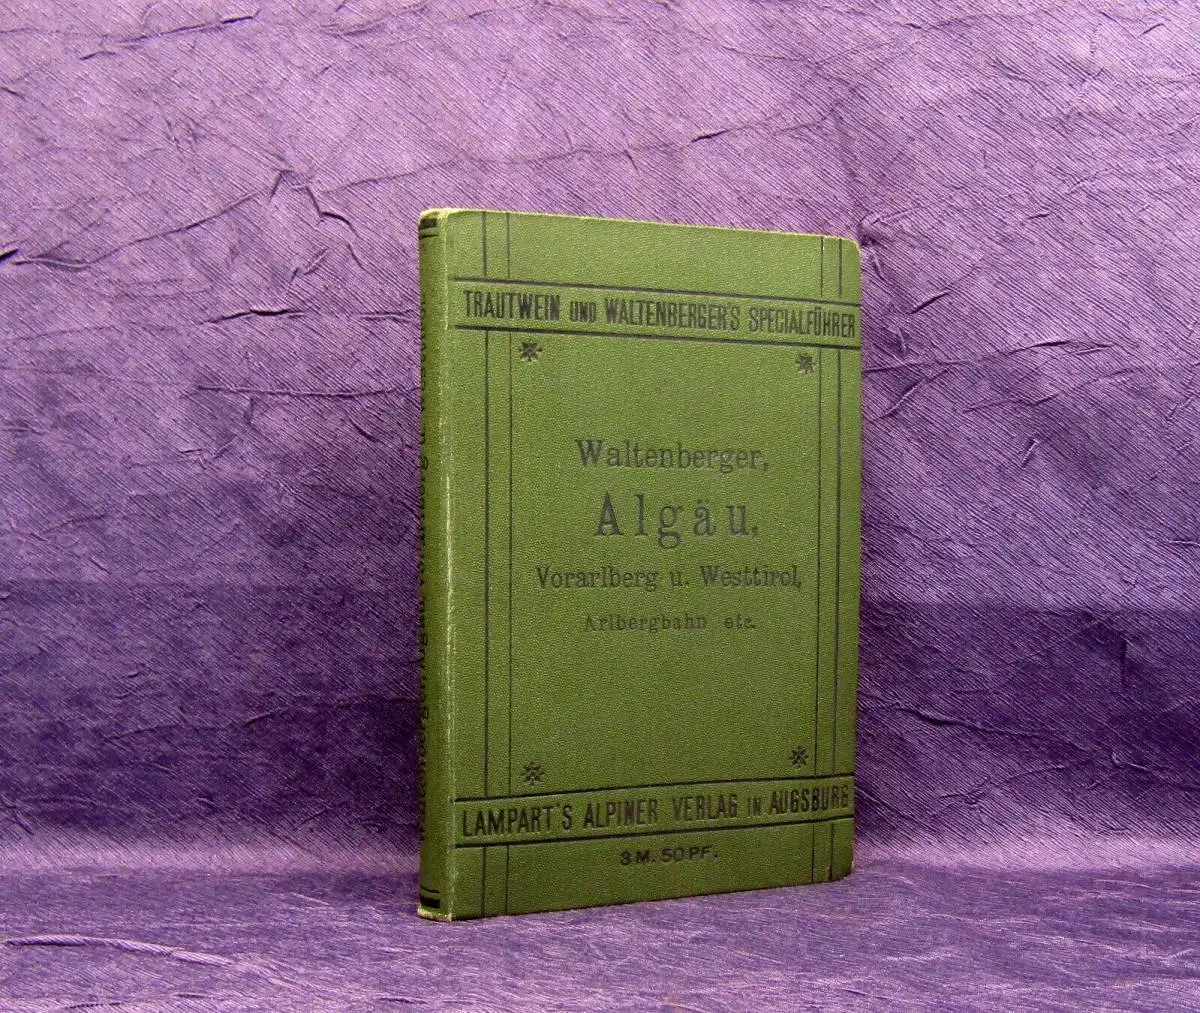 TRAUTWEIN UND WALTENBERGER'S SPECIALFÜHRER
Waltenberger,
Algäu,
Vorarlberg u. Westtirol,
Arlbergbahn etc.
LAMPART'S ALPINER VERLAG IN AUGSBURG
3 M. 50 PF.